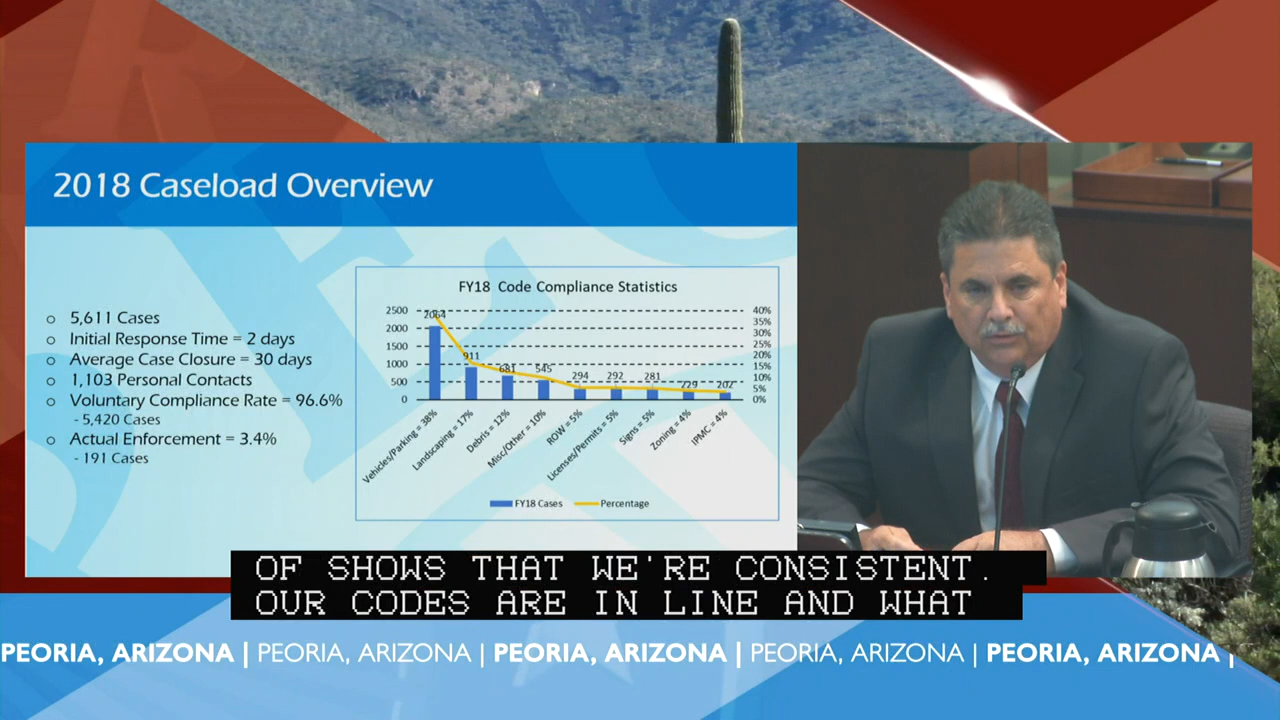 2018 Caseload Overview
5,611 Cases
Initial Response Time = 2 days
Average Case Closure = 30 days
1,103 Personal Contacts
Voluntary Compliance Rate = 96.6%
- 5,420 Cases
Actual Enforcement = 3.4%
- 191 Cases
FY18 Code Compliance Statistics
2500
2000
1500
1000
500
0
40%
35%
30%
25%
20%
15%
10%
5%
0%
2064
911
681
545
294
292
281
229
202
Vehicles/Parking = 38%
Landscaping = 17%
Debris = 12%
Misc/Other = 10%
ROW = 5%
Licenses/Permits = 5%
Signs = 5%
Zoning = 4%
IPMC = 4%
FY18 Cases
Percentage
OF SHOWS THAT WE'RE CONSISTENT.
OUR CODES ARE IN LINE AND WHAT
PEORIA, ARIZONA | PEORIA, ARIZONA | PEORIA, ARIZONA | PEORIA, ARIZONA | PEORIA, ARIZONA |